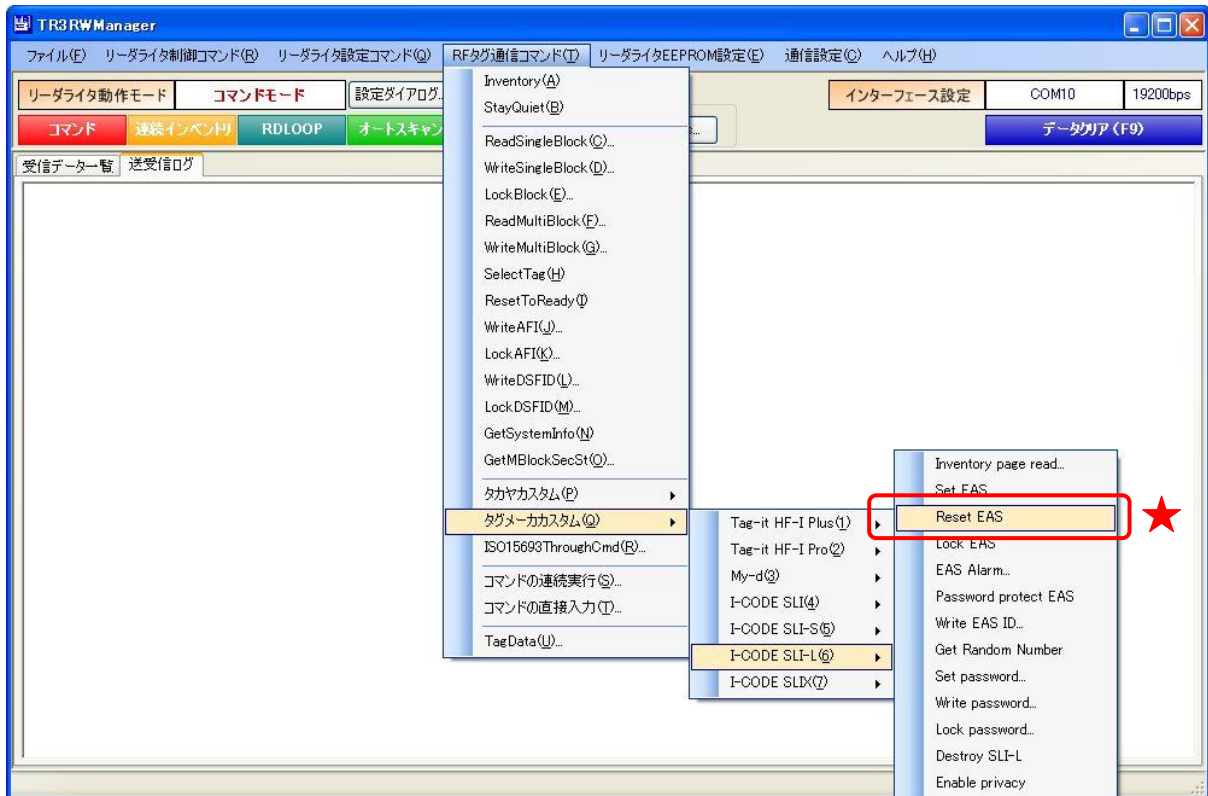 TR3RWManager
ファイル(F) リーダライタ制御コマンド(R) リーダライタ設定コマンド(Q) RFタグ通信コマンド(T) リーダライタEEPROM設定(E) 通信設定(C) ヘルプ(H)
リーダライタ動作モード コマンドモード 設定ダイアログ... インターフェース設定 COM10 19200bps
コマンド 連続インベントリ RDLOOP オートスキャン データクリア (F9)
受信データ一覧 送受信ログ
Inventory(A)
StayQuiet(B)
ReadSingleBlock(C)...
WriteSingleBlock(D)...
LockBlock(E)...
ReadMultiBlock(F)...
WriteMultiBlock(G)...
SelectTag(H)
ResetToReady(I)
WriteAFI(J)...
LockAFI(K)...
WriteDSFID(L)...
LockDSFID(M)...
GetSystemInfo(N)
GetMBlockSecSt(O)...
タカヤカスタム(P)
タグメーカカスタム(Q)
ISO15693ThroughCmd(R)...
コマンドの連続実行(S)...
コマンドの直接入力(T)...
TagData(U)...
Tag-it HF-I Plus(1)
Tag-it HF-I Pro(2)
My-d(3)
I-CODE SLI(4)
I-CODE SLI-S(5)
I-CODE SLI-L(6)
I-CODE SLIX(7)
Inventory page read...
Set EAS
Reset EAS
Lock EAS
EAS Alarm...
Password protect EAS
Write EAS ID...
Get Random Number
Set password...
Write password...
Lock password...
Destroy SLI-L
Enable privacy